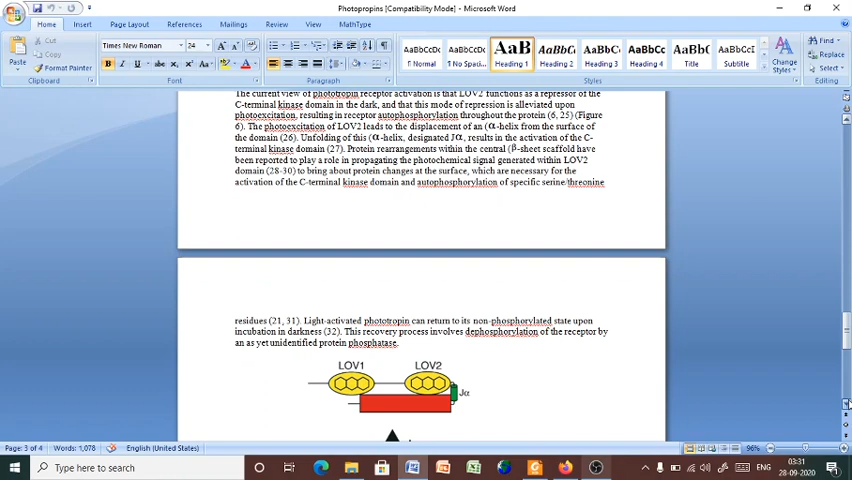 Photopropins [Compatibility Mode] - Microsoft Word
Home Insert Page Layout References Mailings Review View MathType
Paste
Cut
Copy
Format Painter
Clipboard
Times New Roman 24
Font
Paragraph
AaBbCcDc AaBbCcDc AaB AaBbCc AaBbCc AaBbCc AaBb( AaBbCcI
¶ Normal ¶ No Spaci... Heading 1 Heading 2 Heading 3 Heading 4 Title Subtitle
Styles
Change Styles
Find
Replace
Select
Editing
The current view of phototropin receptor activation is that LOV2 functions as a repressor of the
C-terminal kinase domain in the dark, and that this mode of repression is alleviated upon
photoexcitation, resulting in receptor autophosphorylation throughout the protein (6, 25) (Figure
6). The photoexcitation of LOV2 leads to the displacement of an (α-helix from the surface of
the domain (26). Unfolding of this (α-helix, designated Jα, results in the activation of the C-
terminal kinase domain (27). Protein rearrangements within the central (β-sheet scaffold have
been reported to play a role in propagating the photochemical signal generated within LOV2
domain (28-30) to bring about protein changes at the surface, which are necessary for the
activation of the C-terminal kinase domain and autophosphorylation of specific serine/threonine
residues (21, 31). Light-activated phototropin can return to its non-phosphorylated state upon
incubation in darkness (32). This recovery process involves dephosphorylation of the receptor by
an as yet unidentified protein phosphatase.
LOV1 LOV2
Jα
Page: 3 of 4 Words: 1,078 English (United States) 96%
Type here to search
ENG
03:31
28-09-2020